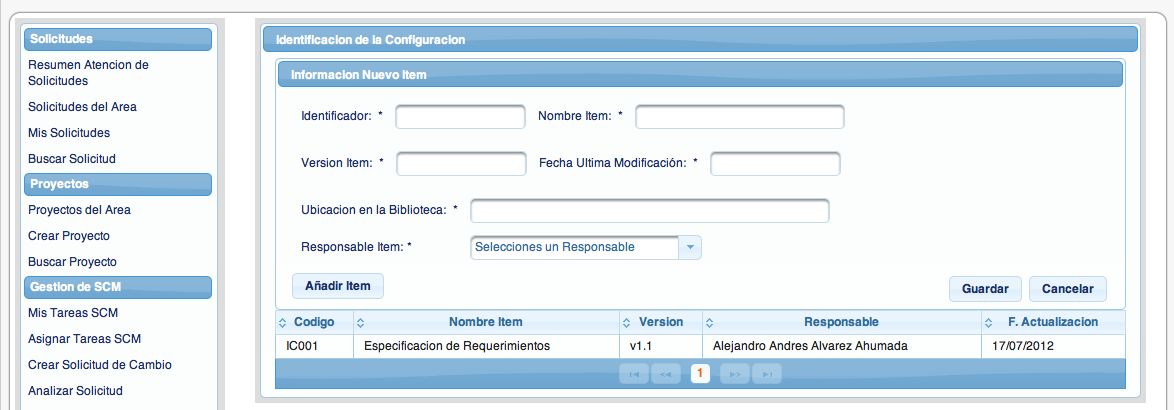 Solicitudes
Resumen Atencion de
Solicitudes
Solicitudes del Area
Mis Solicitudes
Buscar Solicitud
Proyectos
Proyectos del Area
Crear Proyecto
Buscar Proyecto
Gestion de SCM
Mis Tareas SCM
Asignar Tareas SCM
Crear Solicitud de Cambio
Analizar Solicitud
Identificacion de la Configuracion
Informacion Nuevo Item
Identificador: * Nombre Item: *
Version Item: * Fecha Ultima Modificación: *
Ubicacion en la Biblioteca: *
Responsable Item: * Selecciones un Responsable
Añadir Item Guardar Cancelar
Codigo Nombre Item Version Responsable F. Actualizacion
IC001 Especificacion de Requerimientos v1.1 Alejandro Andres Alvarez Ahumada 17/07/2012
1